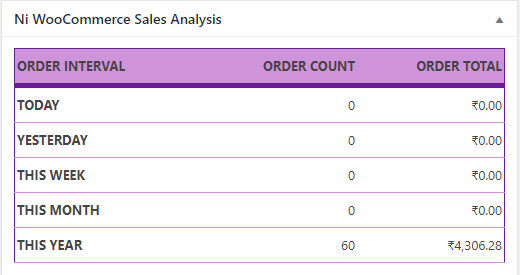 Ni WooCommerce Sales Analysis
ORDER INTERVAL ORDER COUNT ORDER TOTAL
TODAY 0 ₹0.00
YESTERDAY 0 ₹0.00
THIS WEEK 0 ₹0.00
THIS MONTH 0 ₹0.00
THIS YEAR 60 ₹4,306.28